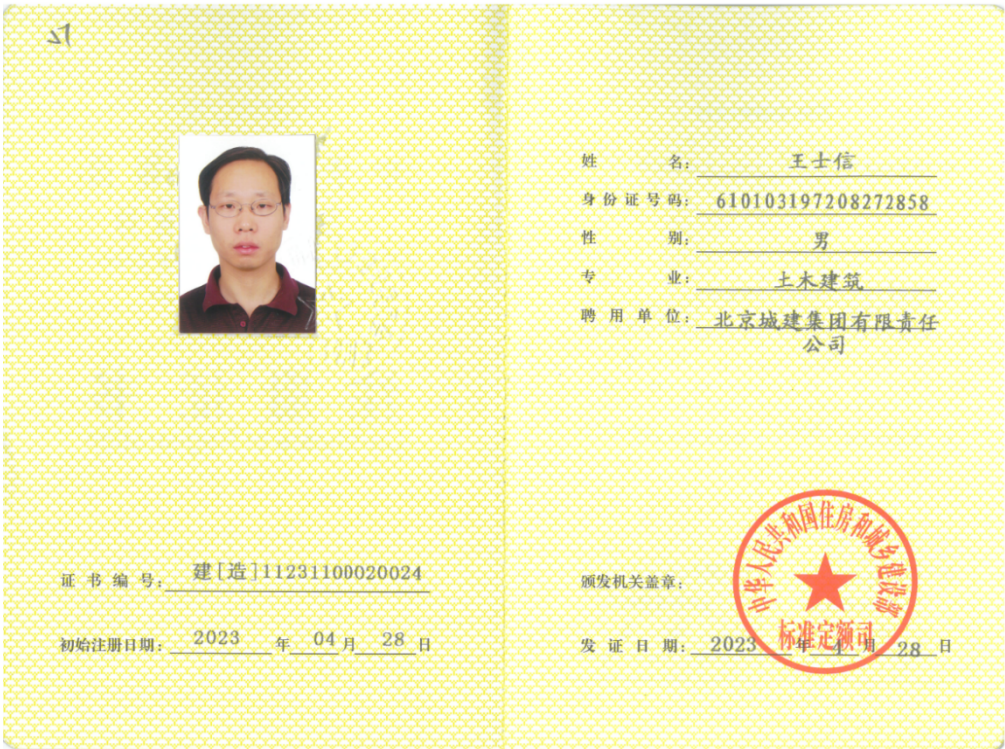 姓名：王士信
身份证号码：610103197208272858
性别：男
专业：土木建筑
聘用单位：北京城建集团有限责任
公司
证书编号：建[造]11231100020024
初始注册日期：2023 年 04 月 28 日
颁发机关盖章：
中华人民共和国住房和城乡建设部
标准定额司
发证日期：2023 年 4 月 28 日